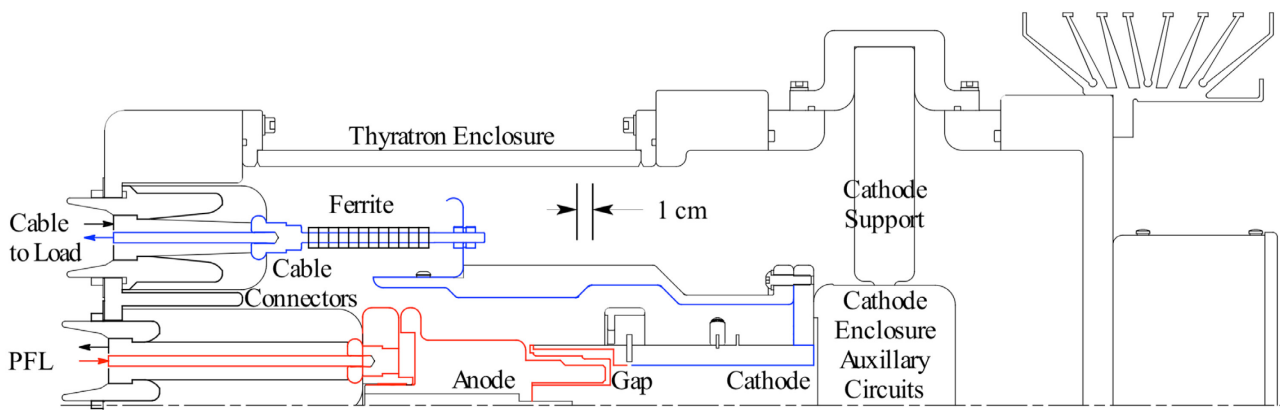 Thyratron Enclosure
Cable
to Load
Ferrite
1 cm
Cathode
Support
Cable
Connectors
Cathode
Enclosure
Auxillary
Circuits
PFL
Anode
Gap
Cathode